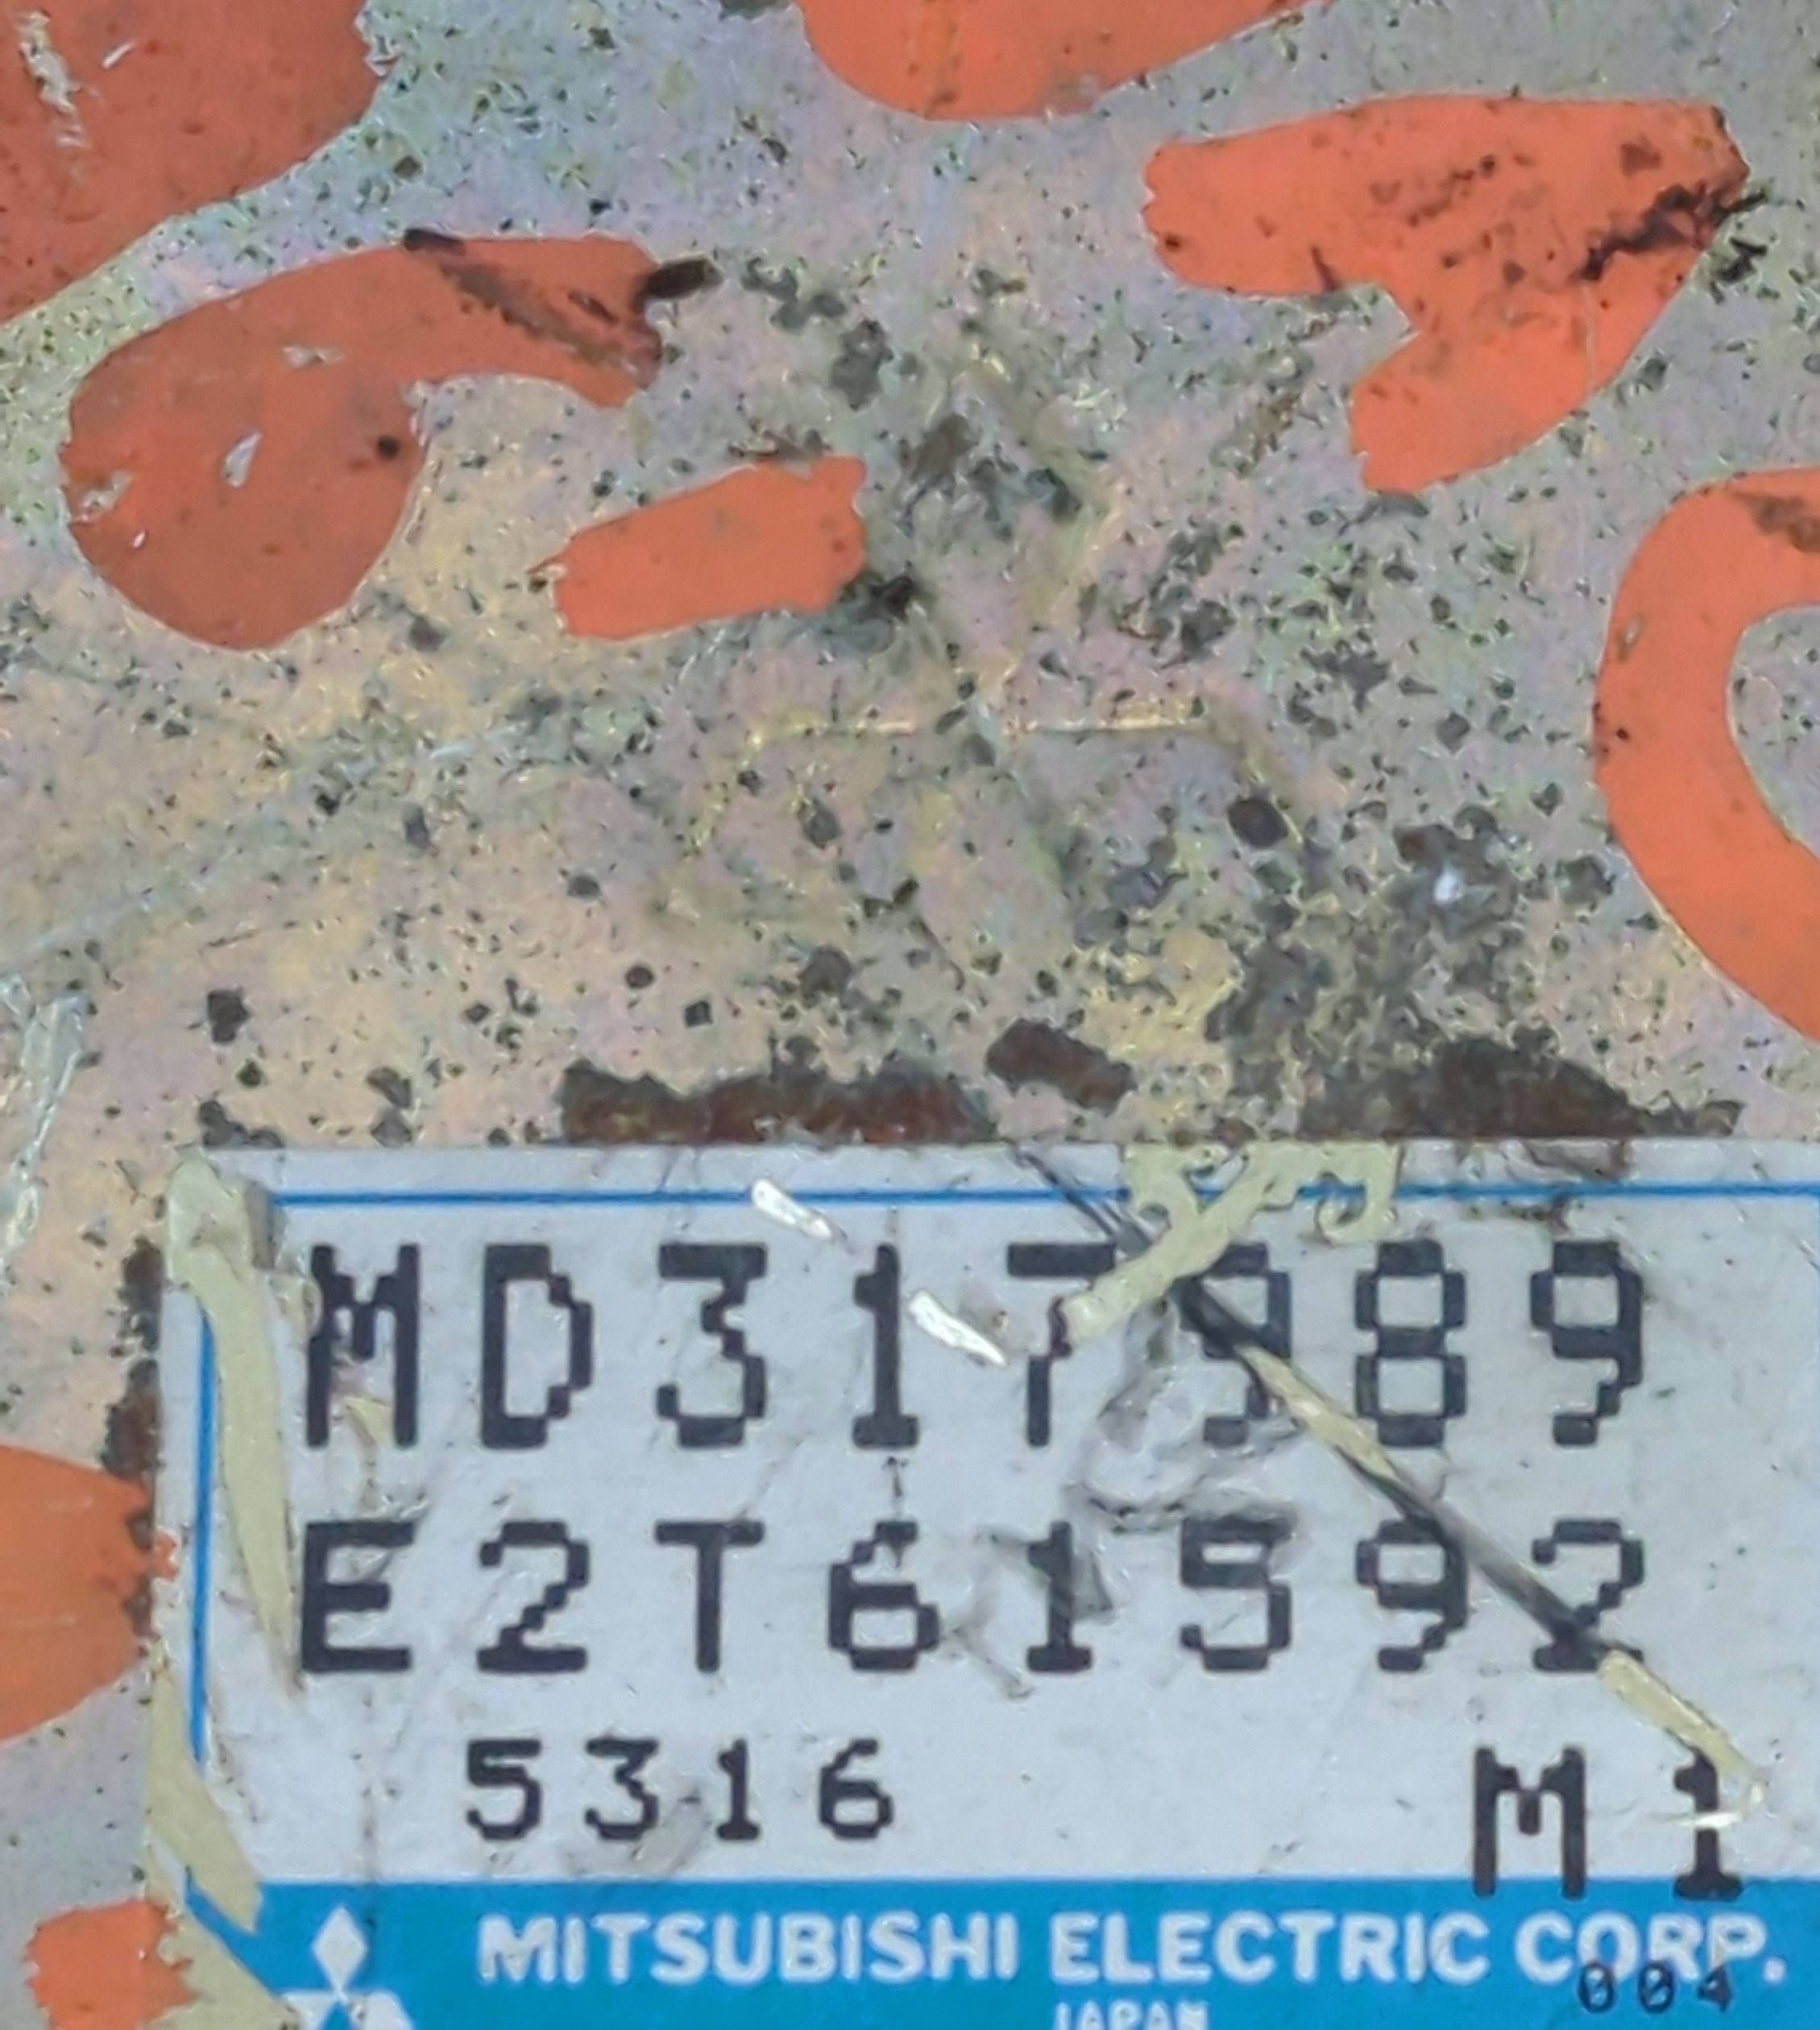 MD317989
E2T61592
5316 M1
MITSUBISHI ELECTRIC CORP.
004
JAPAN